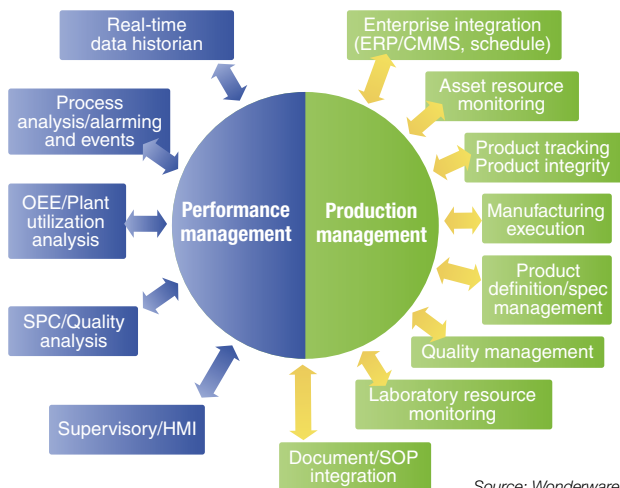 Real-time
data historian
Process
analysis/alarming
and events
OEE/Plant
utilization
analysis
SPC/Quality
analysis
Supervisory/HMI
Performance
management
Production
management
Enterprise integration
(ERP/CMMS, schedule)
Asset resource
monitoring
Product tracking
Product integrity
Manufacturing
execution
Product
definition/spec
management
Quality management
Laboratory resource
monitoring
Document/SOP
integration
Source: Wonderware